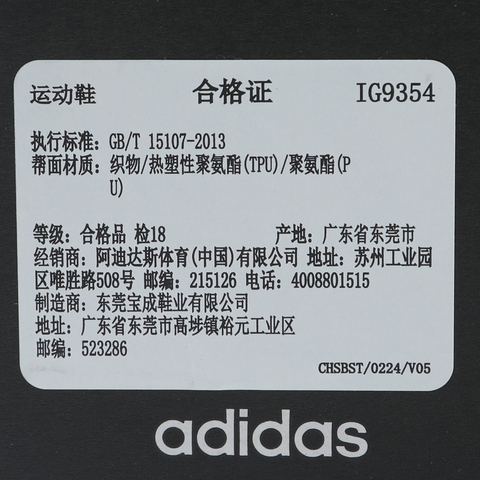 运动鞋 合格证 IG9354
执行标准: GB/T 15107-2013
帮面材质: 织物/热塑性聚氨酯(TPU)/聚氨酯(P
U)
等级: 合格品 检18 产地: 广东省东莞市
经销商: 阿迪达斯体育(中国)有限公司 地址: 苏州工业园
区唯胜路508号 邮编: 215126 电话: 4008801515
制造商: 东莞宝成鞋业有限公司
地址: 广东省东莞市高埗镇裕元工业区
邮编: 523286
CHSBST/0224/V05
adidas